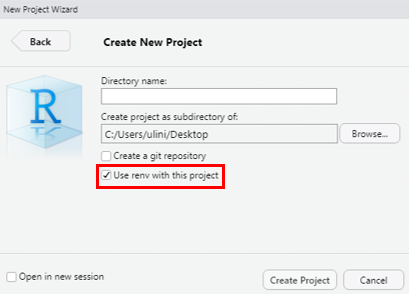 New Project Wizard
Back
Create New Project
R
Directory name:
Create project as subdirectory of:
C:/Users/ulini/Desktop
Browse...
Create a git repository
Use renv with this project
Open in new session
Create Project
Cancel